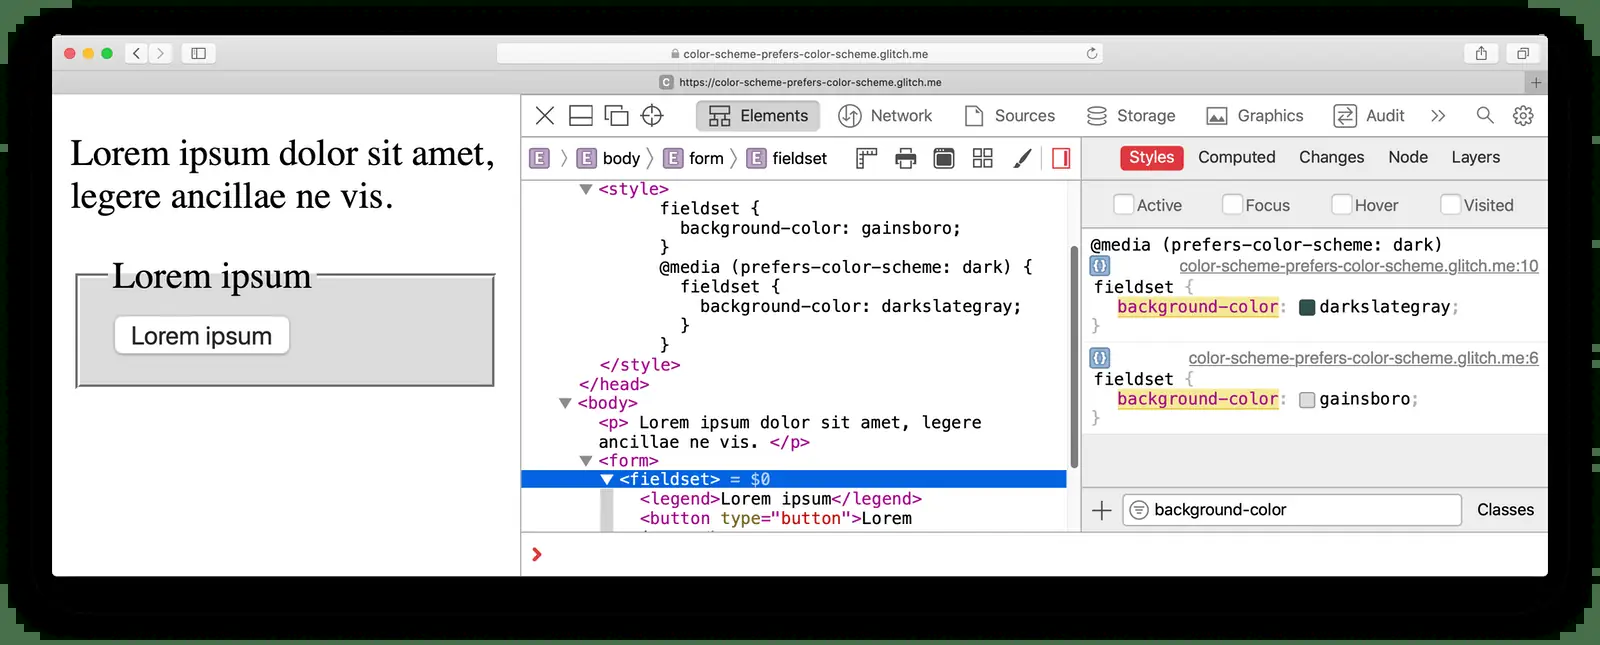 color-scheme-prefers-color-scheme.glitch.me
C https://color-scheme-prefers-color-scheme.glitch.me
Lorem ipsum dolor sit amet,
legere ancillae ne vis.
Lorem ipsum
Lorem ipsum
Elements Network Sources Storage Graphics Audit
E E body E form E fieldset
<style>
fieldset {
background-color: gainsboro;
}
@media (prefers-color-scheme: dark) {
fieldset {
background-color: darkslategray;
}
}
</style>
</head>
<body>
<p> Lorem ipsum dolor sit amet, legere
ancillae ne vis. </p>
<form>
<fieldset> = $0
<legend>Lorem ipsum</legend>
<button type="button">Lorem
Styles Computed Changes Node Layers
Active Focus Hover Visited
@media (prefers-color-scheme: dark)
{} color-scheme-prefers-color-scheme.glitch.me:10
fieldset {
background-color: darkslategray;
}
{} color-scheme-prefers-color-scheme.glitch.me:6
fieldset {
background-color: gainsboro;
}
background-color Classes